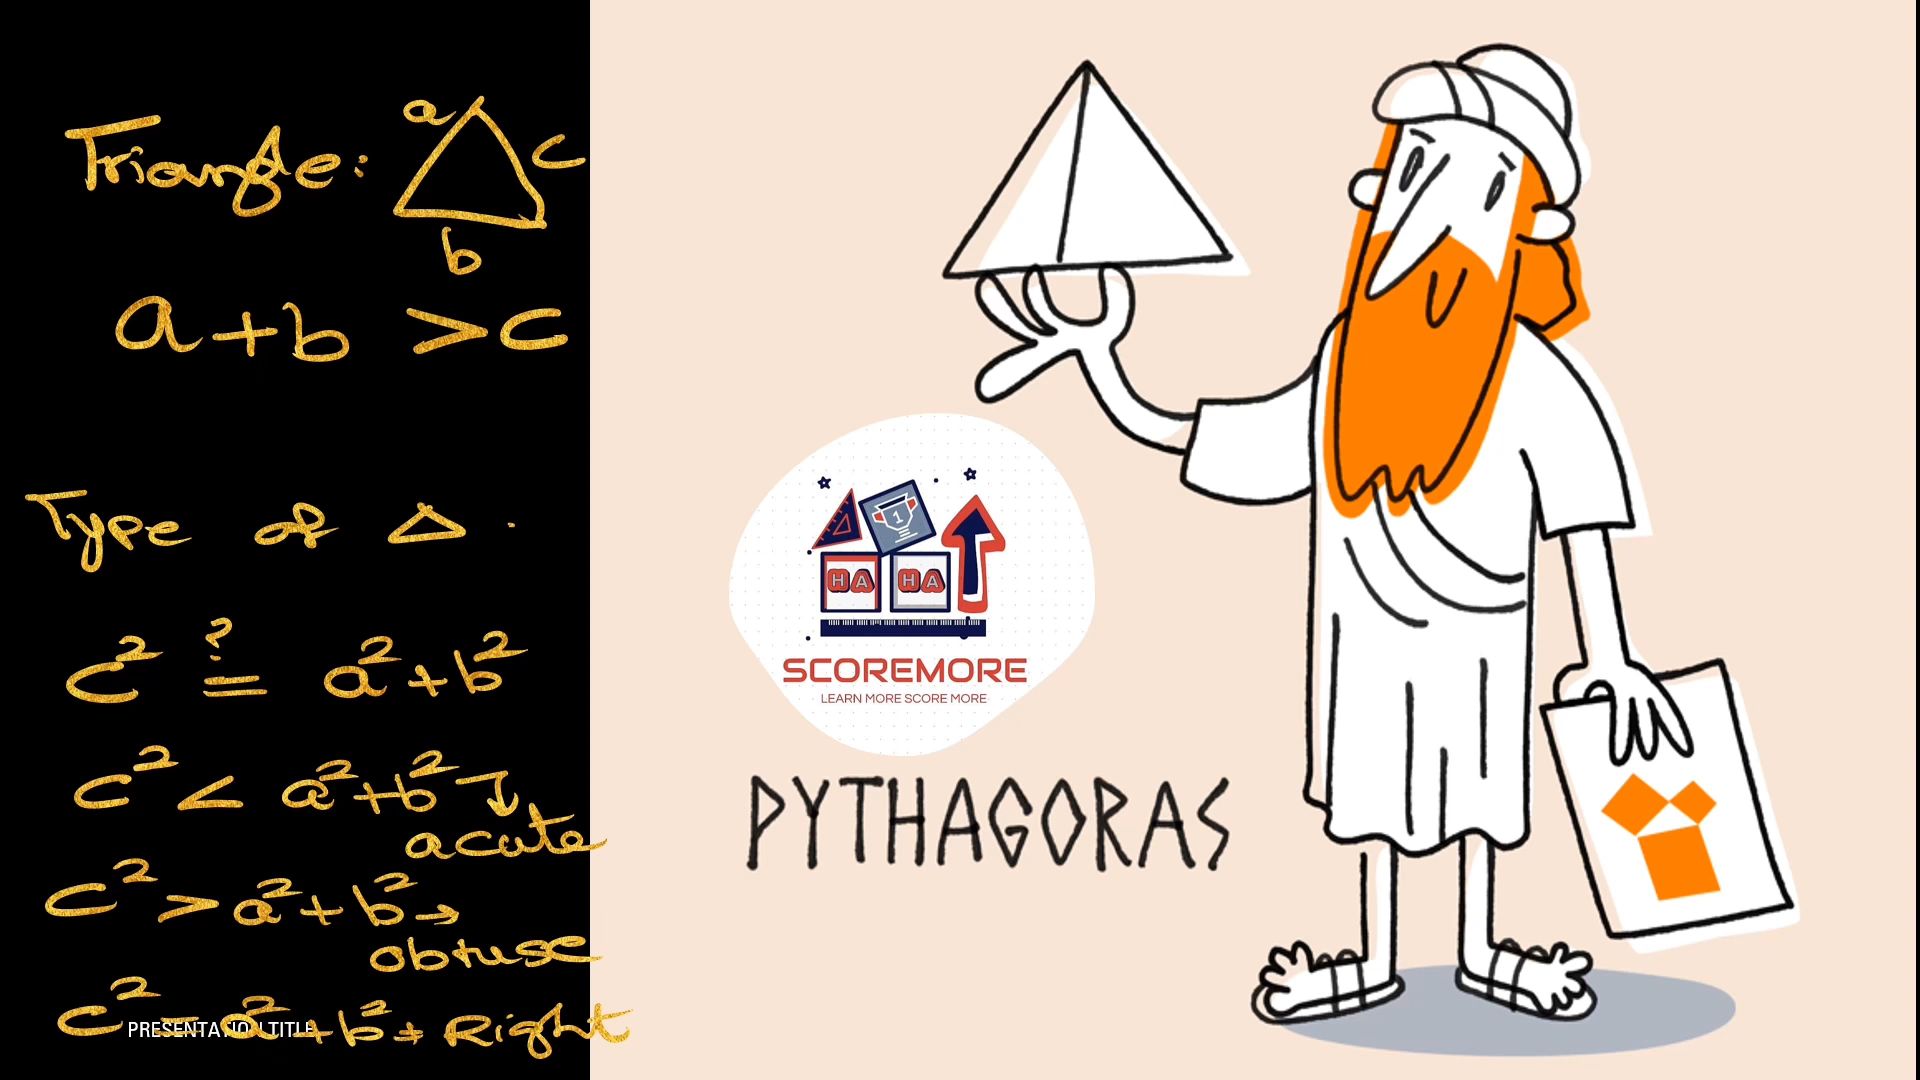 Triangle: a c
b
a+b > c
Type of Δ .
c² ?= a²+b²
c² < a²+b² ↓
acute
c² > a²+b² →
obtuse
c² = a²+b² → Right
PRESENTATION TITLE
1
HA HA
SCOREMORE
LEARN MORE SCORE MORE
PYTHAGORAS